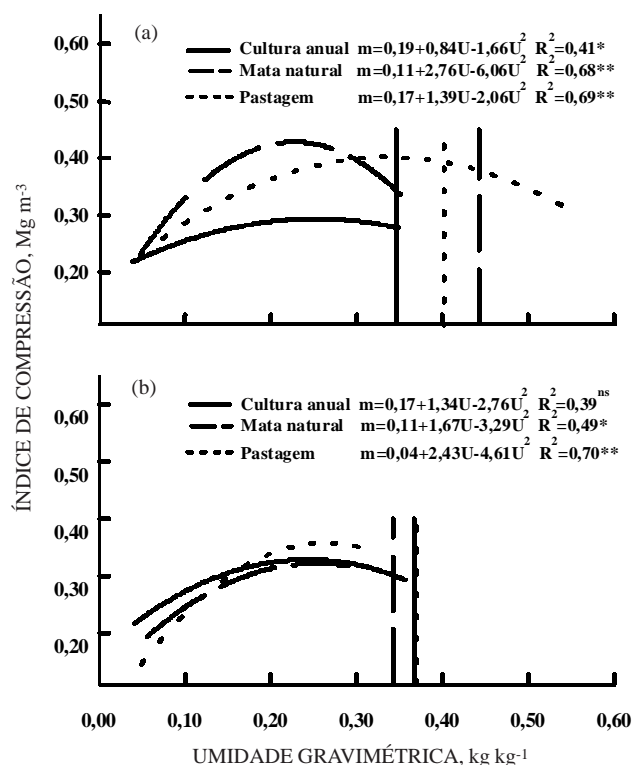 ÍNDICE DE COMPRESSÃO, Mg m-3
(a)
Cultura anual m=0,19+0,84U-1,66U2 R2=0,41*
Mata natural m=0,11+2,76U-6,06U2 R2=0,68**
Pastagem m=0,17+1,39U-2,06U2 R2=0,69**
0,60
0,50
0,40
0,30
0,20
(b)
Cultura anual m=0,17+1,34U-2,76U2 R2=0,39ns
Mata natural m=0,11+1,67U-3,29U2 R2=0,49*
Pastagem m=0,04+2,43U-4,61U2 R2=0,70**
0,60
0,50
0,40
0,30
0,20
0,00 0,10 0,20 0,30 0,40 0,50 0,60
UMIDADE GRAVIMÉTRICA, kg kg-1